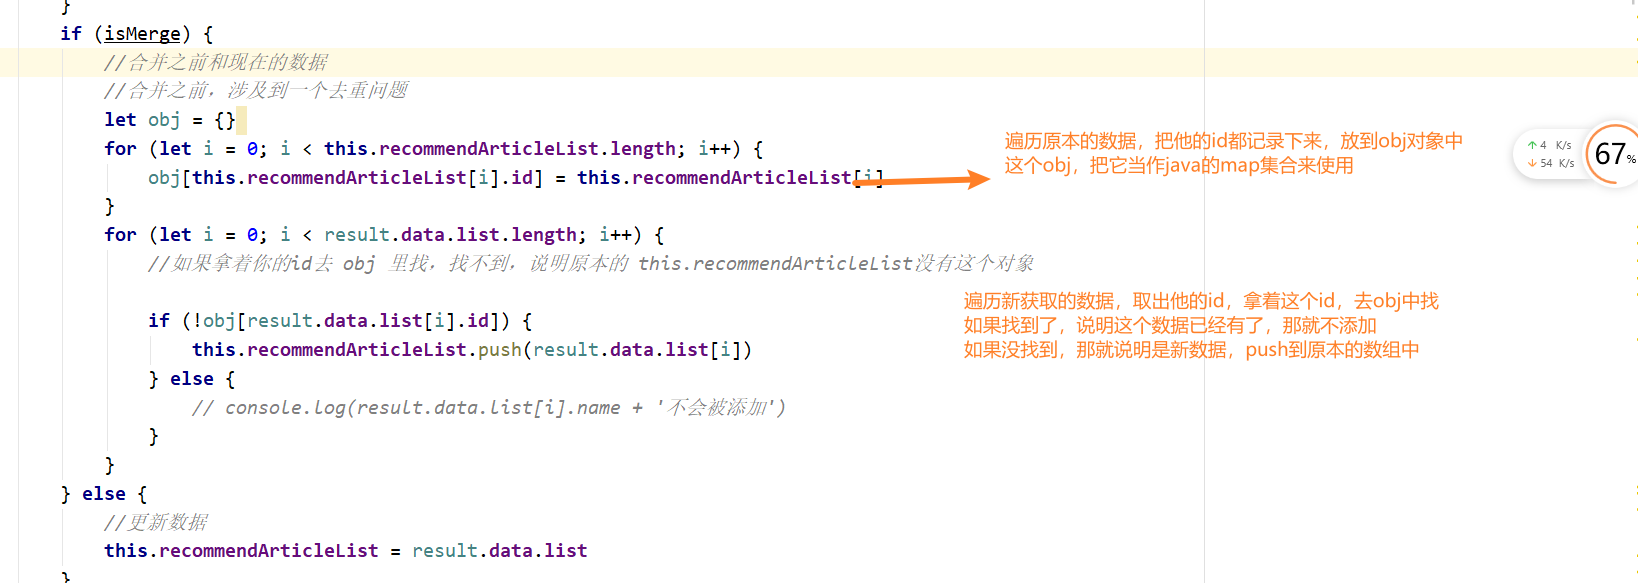 }
if (isMerge) {
//合并之前和现在的数据
//合并之前，涉及到一个去重问题
let obj = {}
for (let i = 0; i < this.recommendArticleList.length; i++) {
obj[this.recommendArticleList[i].id] = this.recommendArticleList[i]
}
遍历原本的数据，把他的id都记录下来，放到obj对象中
这个obj，把它当作java的map集合来使用
4 K/s
54 K/s
67%
for (let i = 0; i < result.data.list.length; i++) {
//如果拿着你的id去 obj 里找，找不到，说明原本的 this.recommendArticleList没有这个对象
if (!obj[result.data.list[i].id]) {
this.recommendArticleList.push(result.data.list[i])
} else {
// console.log(result.data.list[i].name + '不会被添加')
}
}
遍历新获取的数据，取出他的id，拿着这个id，去obj中找
如果找到了，说明这个数据已经有了，那就不添加
如果没找到，那就说明是新数据，push到原本的数组中
} else {
//更新数据
this.recommendArticleList = result.data.list
}